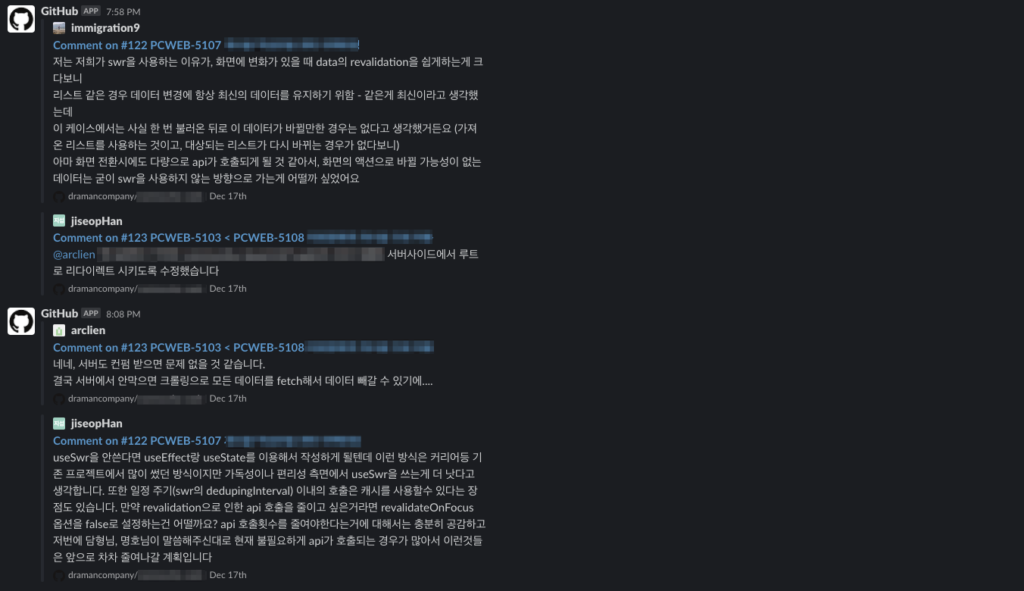 GitHub APP 7:58 PM
immigration9
Comment on #122 PCWEB-5107
저는 저희가 swr을 사용하는 이유가, 화면에 변화가 있을 때 data의 revalidation을 쉽게하는게 크
다보니
리스트 같은 경우 데이터 변경에 항상 최신의 데이터를 유지하기 위함 - 같은게 최신이라고 생각했
는데
이 케이스에서는 사실 한 번 불러온 뒤로 이 데이터가 바뀔만한 경우는 없다고 생각했거든요 (가져
온 리스트를 사용하는 것이고, 대상되는 리스트가 다시 바뀌는 경우가 없다보니)
아마 화면 전환시에도 다량으로 api가 호출되게 될 것 같아서, 화면의 액션으로 바뀔 가능성이 없는
데이터는 굳이 swr을 사용하지 않는 방향으로 가는게 어떨까 싶었어요
dramancompany/ Dec 17th
jiseopHan
Comment on #123 PCWEB-5103 < PCWEB-5108
@arclien 서버사이드에서 루트
로 리다이렉트 시키도록 수정했습니다
dramancompany/ Dec 17th
GitHub APP 8:08 PM
arclien
Comment on #123 PCWEB-5103 < PCWEB-5108
네네, 서버도 컨펌 받으면 문제 없을 것 같습니다.
결국 서버에서 안막으면 크롤링으로 모든 데이터를 fetch해서 데이터 빼갈 수 있기에....
dramancompany/ Dec 17th
jiseopHan
Comment on #122 PCWEB-5107
useSwr을 안쓴다면 useEffect랑 useState를 이용해서 작성하게 될텐데 이런 방식은 커리어등 기
존 프로젝트에서 많이 썼던 방식이지만 가독성이나 편리성 측면에서 useSwr을 쓰는게 더 낫다고
생각합니다. 또한 일정 주기(swr의 dedupingInterval) 이내의 호출은 캐시를 사용할수 있다는 장
점도 있습니다. 만약 revalidation으로 인한 api 호출을 줄이고 싶은거라면 revalidateOnFocus
옵션을 false로 설정하는건 어떨까요? api 호출횟수를 줄여야한다는거에 대해서는 충분히 공감하고
저번에 담형님, 명호님이 말씀해주신대로 현재 불필요하게 api가 호출되는 경우가 많아서 이런것들
은 앞으로 차차 줄여나갈 계획입니다
dramancompany/ Dec 17th